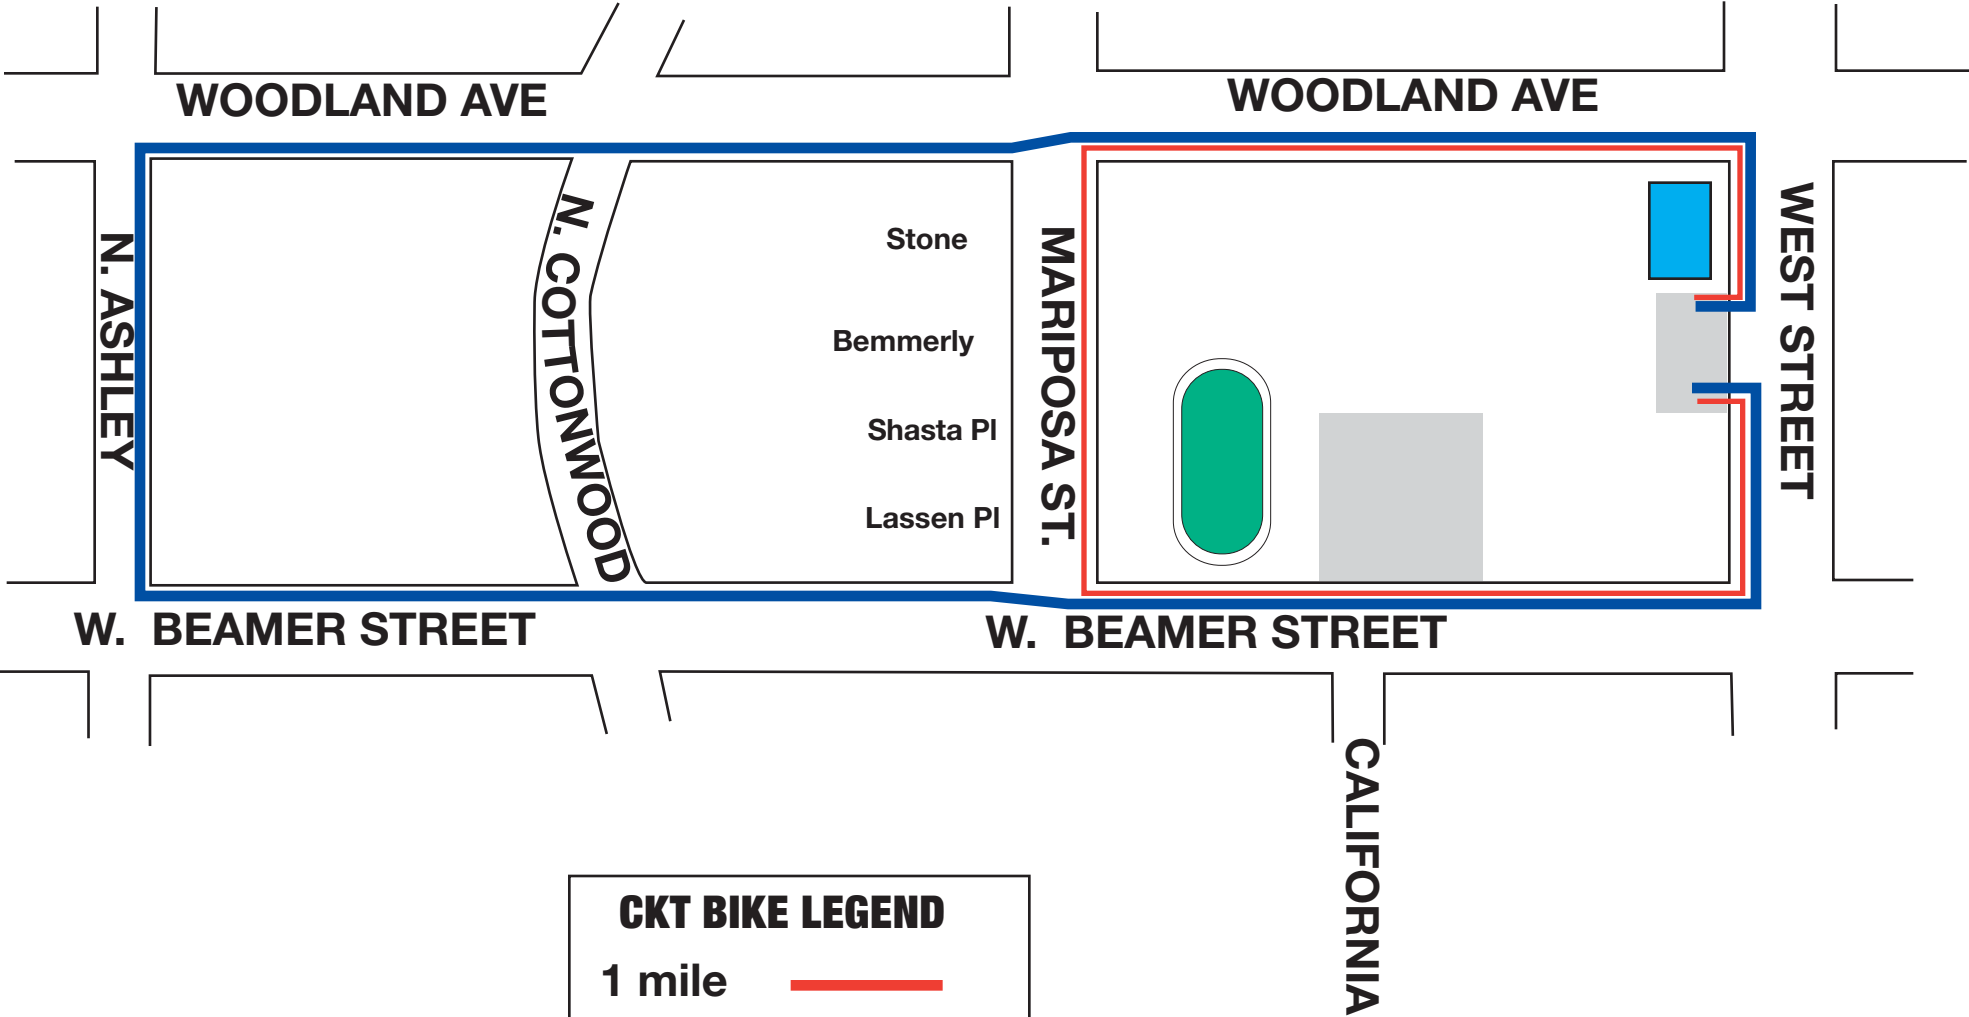 WOODLAND AVE
WOODLAND AVE
N. ASHLEY
N. COTTONWOOD
Stone
Bemmerly
Shasta Pl
Lassen Pl
MARIPOSA ST.
WEST STREET
W. BEAMER STREET
W. BEAMER STREET
CALIFORNIA
CKT BIKE LEGEND
1 mile